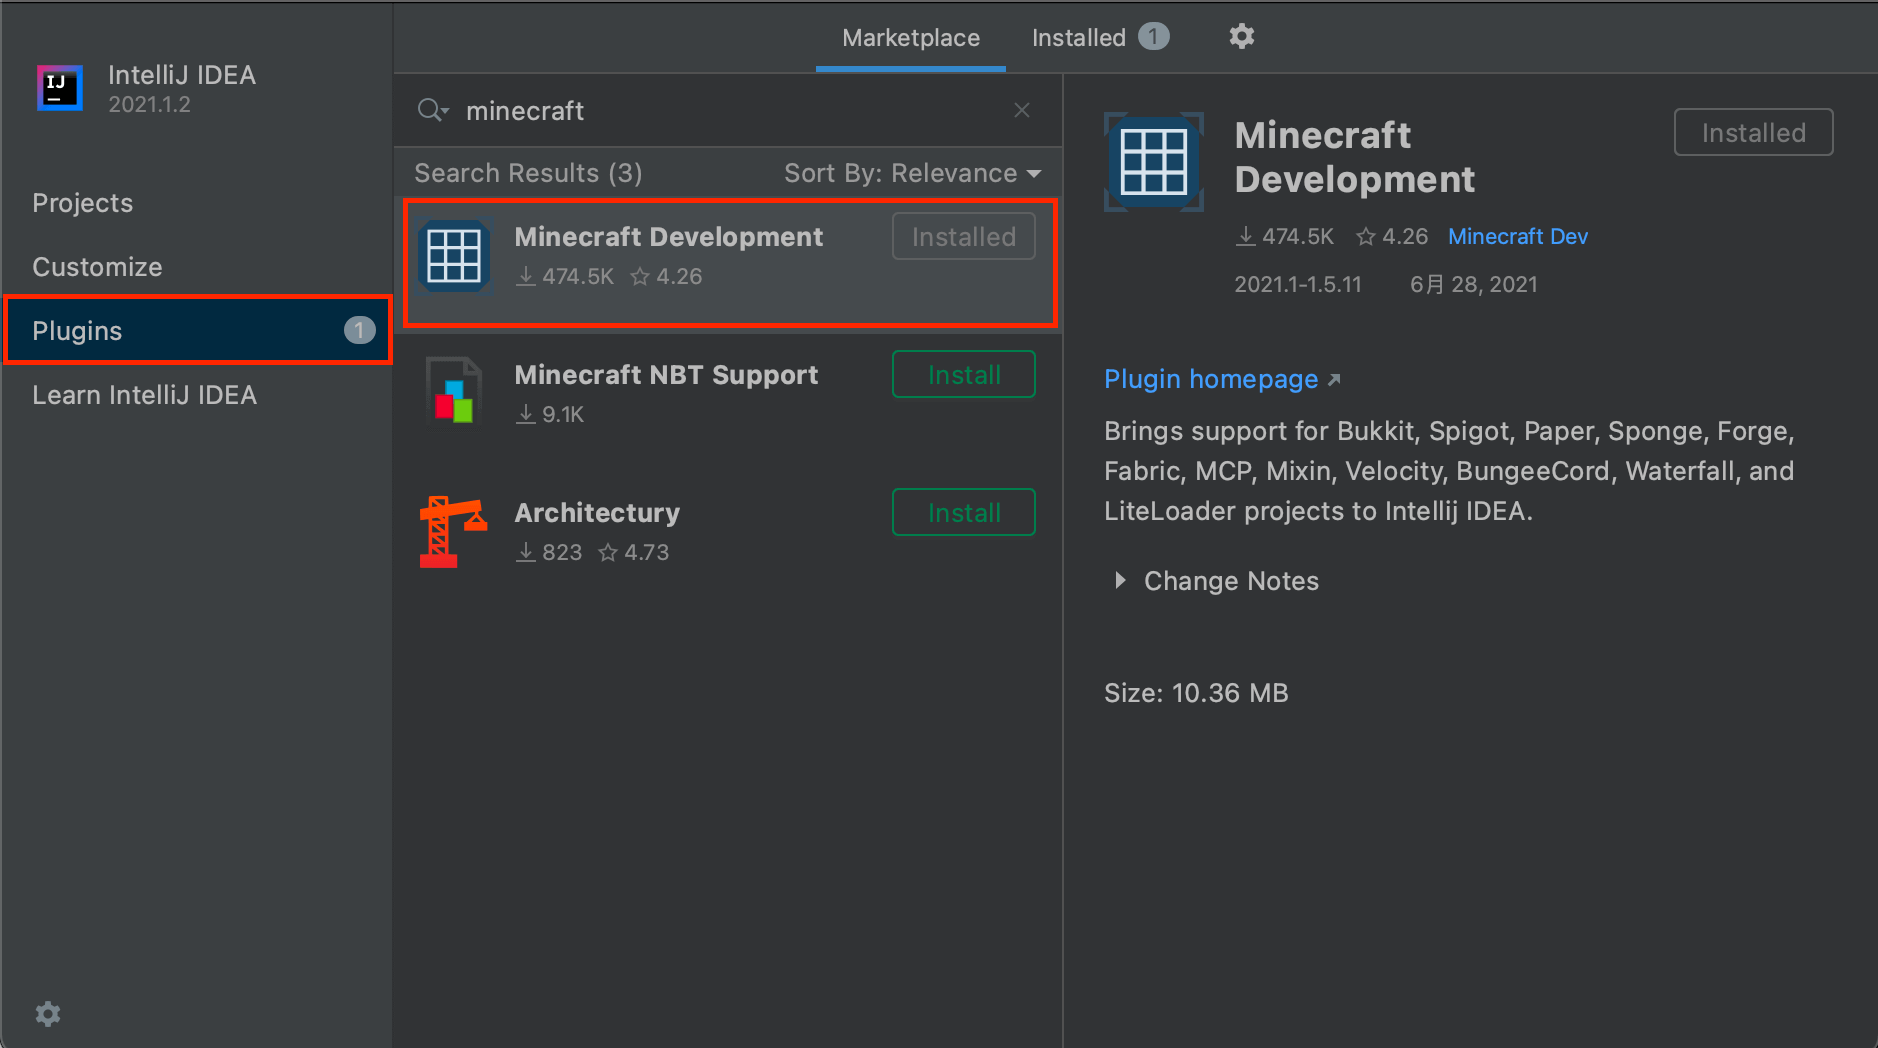 IJ
IntelliJ IDEA
2021.1.2
Projects
Customize
Plugins 1
Learn IntelliJ IDEA
Marketplace Installed 1
minecraft
Search Results (3) Sort By: Relevance
Minecraft Development Installed
474.5K 4.26
Minecraft NBT Support Install
9.1K
Architectury Install
823 4.73
Minecraft
Development
Installed
474.5K 4.26 Minecraft Dev
2021.1-1.5.11 6月 28, 2021
Plugin homepage
Brings support for Bukkit, Spigot, Paper, Sponge, Forge,
Fabric, MCP, Mixin, Velocity, BungeeCord, Waterfall, and
LiteLoader projects to Intellij IDEA.
Change Notes
Size: 10.36 MB